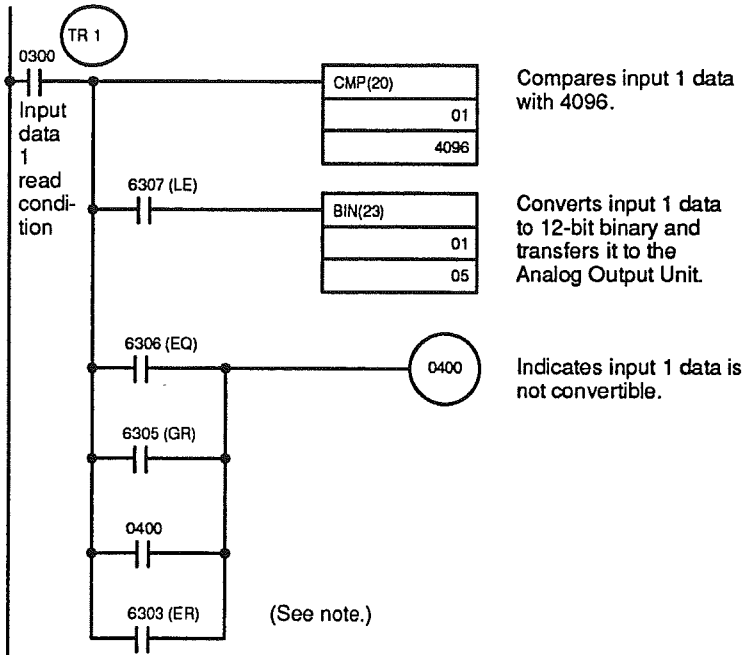 TR 1
0300
Input
data
1
read
condi-
tion
CMP(20)
01
4096
Compares input 1 data
with 4096.
6307 (LE)
BIN(23)
01
05
Converts input 1 data
to 12-bit binary and
transfers it to the
Analog Output Unit.
6306 (EQ)
0400
Indicates input 1 data is
not convertible.
6305 (GR)
0400
6303 (ER)
(See note.)